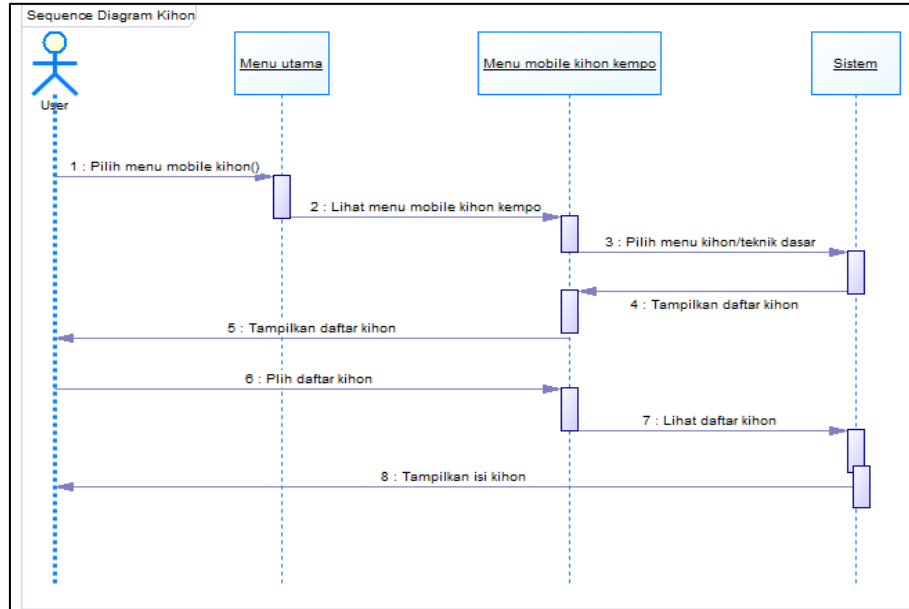 Sequence Diagram Kihon
Menu utama
Menu mobile kihon kempo
Sistem
User
1 : Pilih menu mobile kihon()
2 : Lihat menu mobile kihon kempo
3 : Pilih menu kihon/teknik dasar
4 : Tampilkan daftar kihon
5 : Tampilkan daftar kihon
6 : Plih daftar kihon
7 : Lihat daftar kihon
8 : Tampilkan isi kihon